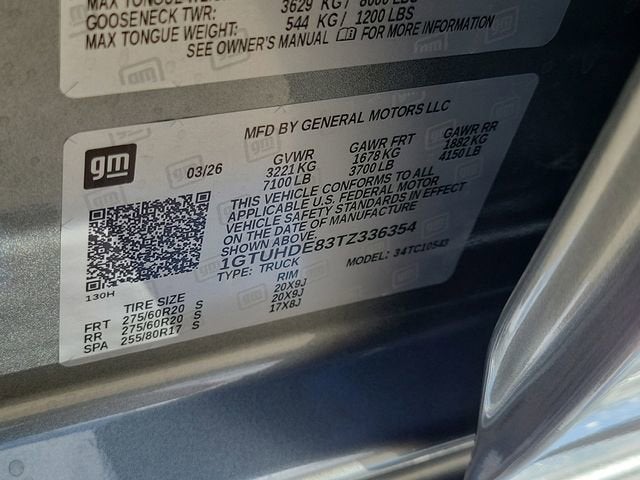 MAX TONGUE WEIGHT: 3629 KG / 8000 LBS
GOOSENECK TWR: 544 KG / 1200 LBS
MAX TONGUE WEIGHT:
SEE OWNER'S MANUAL FOR MORE INFORMATION
gm
MFD BY GENERAL MOTORS LLC
03/26
GVWR GAWR FRT GAWR RR
3221 KG 1678 KG 1882 KG
7100 LB 3700 LB 4150 LB
THIS VEHICLE CONFORMS TO ALL
APPLICABLE U.S. FEDERAL MOTOR
VEHICLE SAFETY STANDARDS IN EFFECT
ON THE DATE OF MANUFACTURE
SHOWN ABOVE.
1GTUHDE83TZ336354
TYPE: TRUCK MODEL: 34TC10543
130H
TIRE SIZE RIM
FRT 275/60R20 S 20X9J
RR 275/60R20 S 20X9J
SPA 255/80R17 S 17X8J